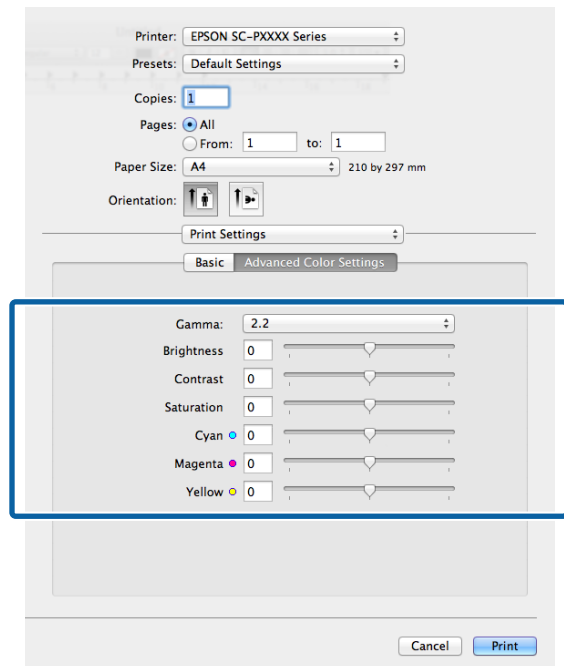 Printer: EPSON SC-PXXXX Series
Presets: Default Settings
Copies: 1
Pages: All
From: 1 to: 1
Paper Size: A4 210 by 297 mm
Orientation:
Print Settings
Basic Advanced Color Settings
Gamma: 2.2
Brightness 0
Contrast 0
Saturation 0
Cyan 0
Magenta 0
Yellow 0
Cancel Print